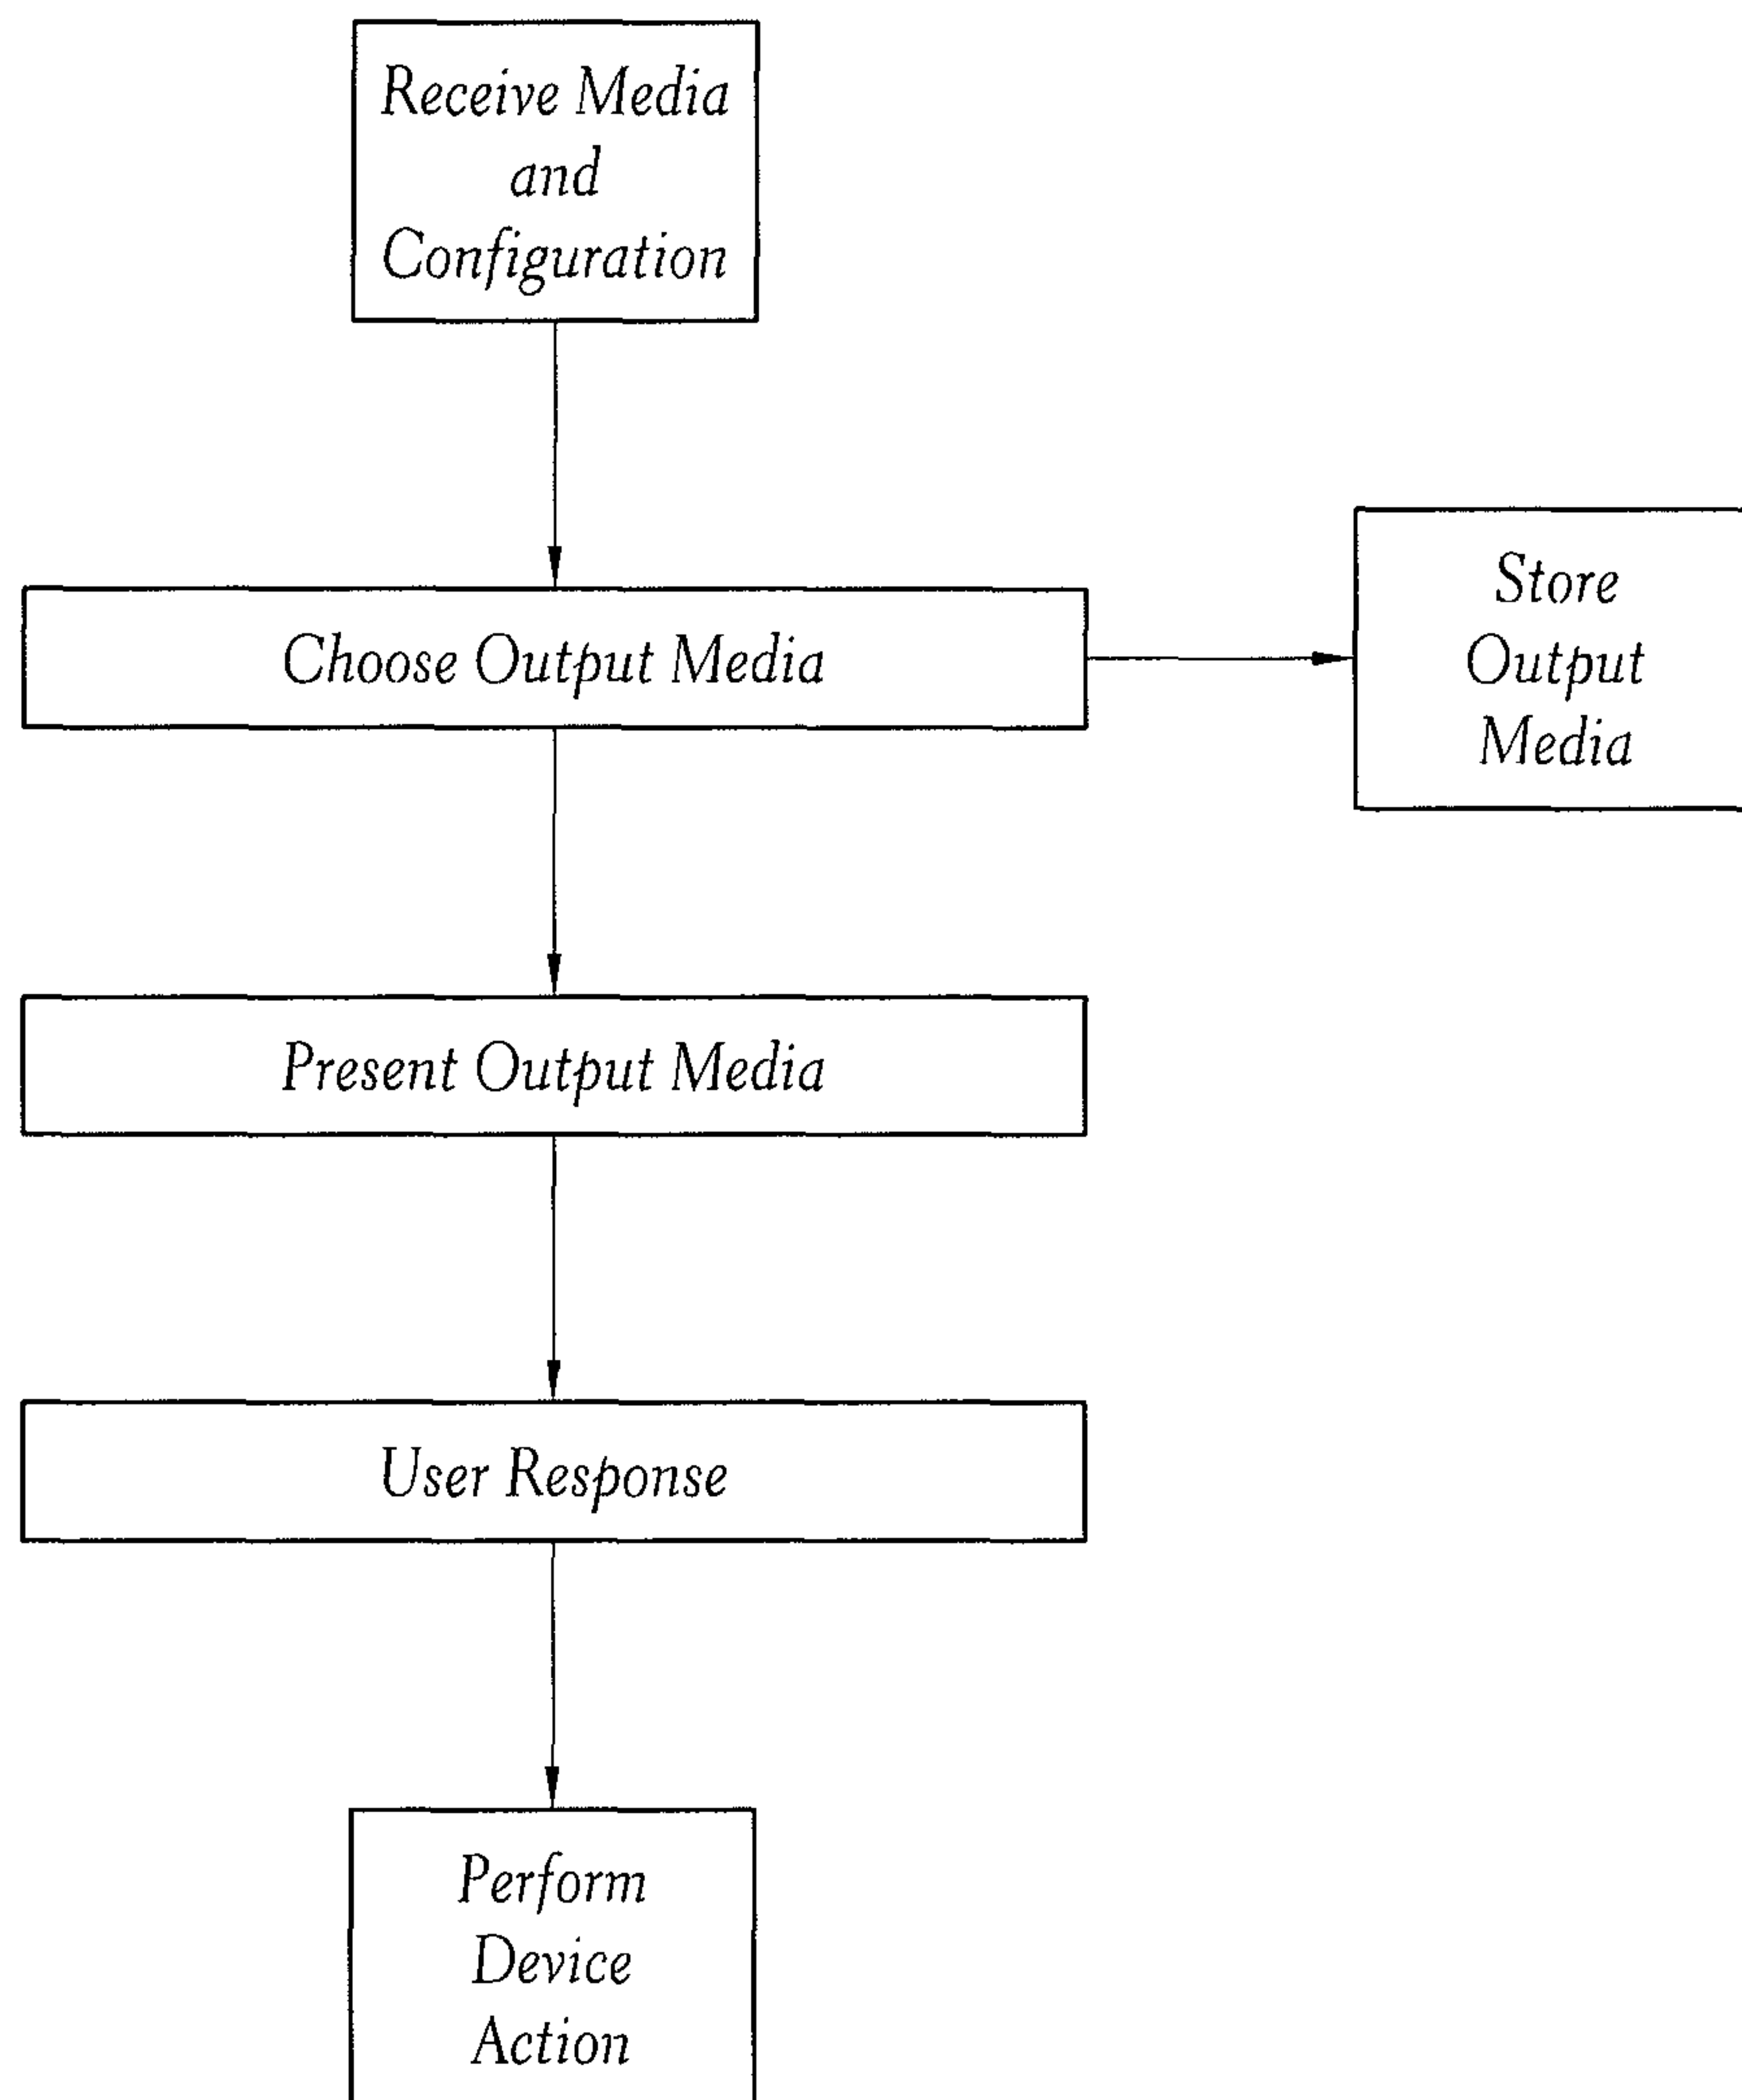 Receive Media
and
Configuration
Choose Output Media
Store
Output
Media
Present Output Media
User Response
Perform
Device
Action